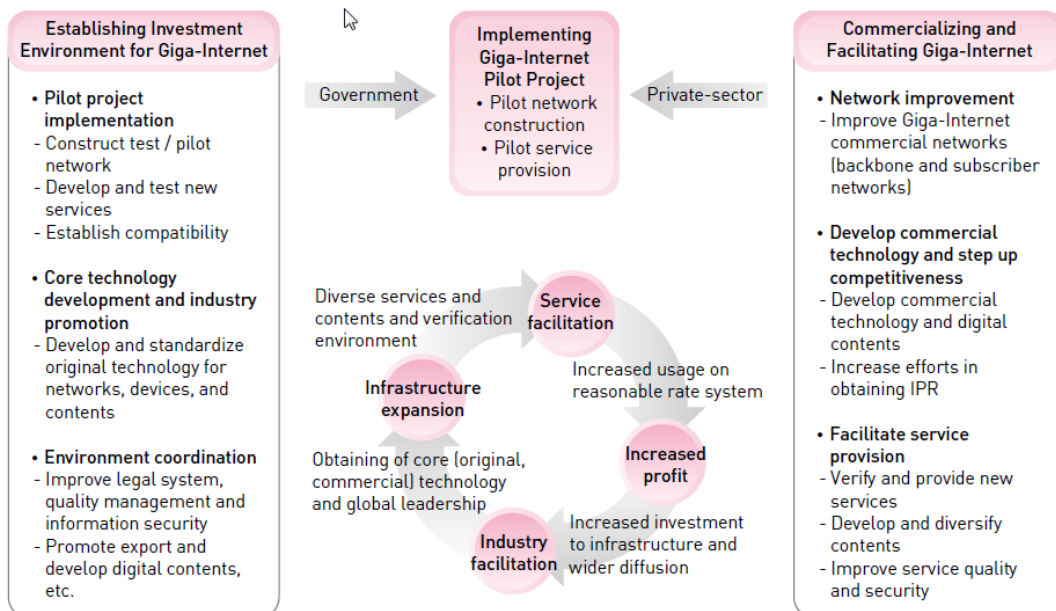 Establishing Investment
Environment for Giga-Internet
• Pilot project
implementation
- Construct test / pilot
network
- Develop and test new
services
- Establish compatibility
• Core technology
development and industry
promotion
- Develop and standardize
original technology for
networks, devices, and
contents
• Environment coordination
- Improve legal system,
quality management and
information security
- Promote export and
develop digital contents,
etc.
Government
Implementing
Giga-Internet
Pilot Project
• Pilot network
construction
• Pilot service
provision
Private-sector
Diverse services and
contents and verification
environment
Service
facilitation
Increased usage on
reasonable rate system
Infrastructure
expansion
Increased
profit
Obtaining of core (original,
commercial) technology
and global leadership
Industry
facilitation
Increased investment
to infrastructure and
wider diffusion
Commercializing and
Facilitating Giga-Internet
• Network improvement
- Improve Giga-Internet
commercial networks
(backbone and subscriber
networks)
• Develop commercial
technology and step up
competitiveness
- Develop commercial
technology and digital
contents
- Increase efforts in
obtaining IPR
• Facilitate service
provision
- Verify and provide new
services
- Develop and diversify
contents
- Improve service quality
and security